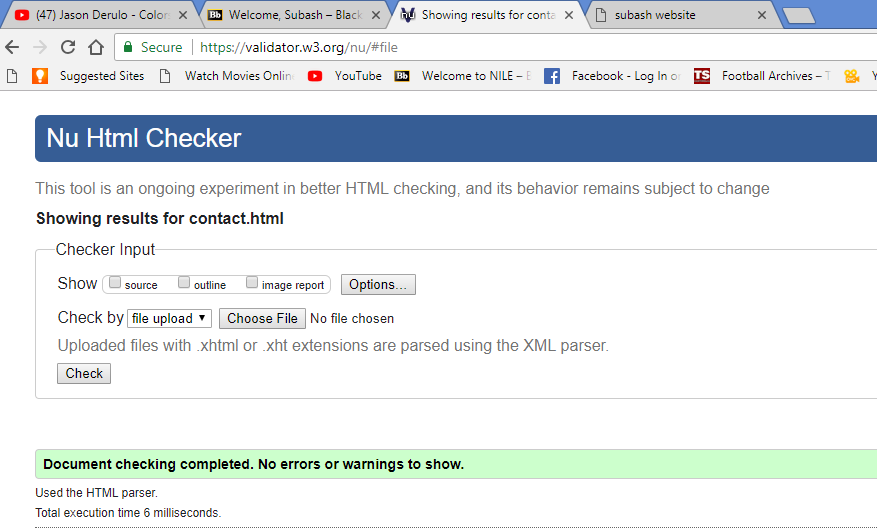 (47) Jason Derulo - Colors
Bb Welcome, Subash – Black
Showing results for conta
subash website
Secure https://validator.w3.org/nu/#file
Suggested Sites
Watch Movies Onlin
YouTube
Bb Welcome to NILE –
f Facebook - Log In or
TS Football Archives – T
Y
Nu Html Checker
This tool is an ongoing experiment in better HTML checking, and its behavior remains subject to change
Showing results for contact.html
Checker Input
Show source outline image report Options...
Check by file upload Choose File No file chosen
Uploaded files with .xhtml or .xht extensions are parsed using the XML parser.
Check
Document checking completed. No errors or warnings to show.
Used the HTML parser.
Total execution time 6 milliseconds.